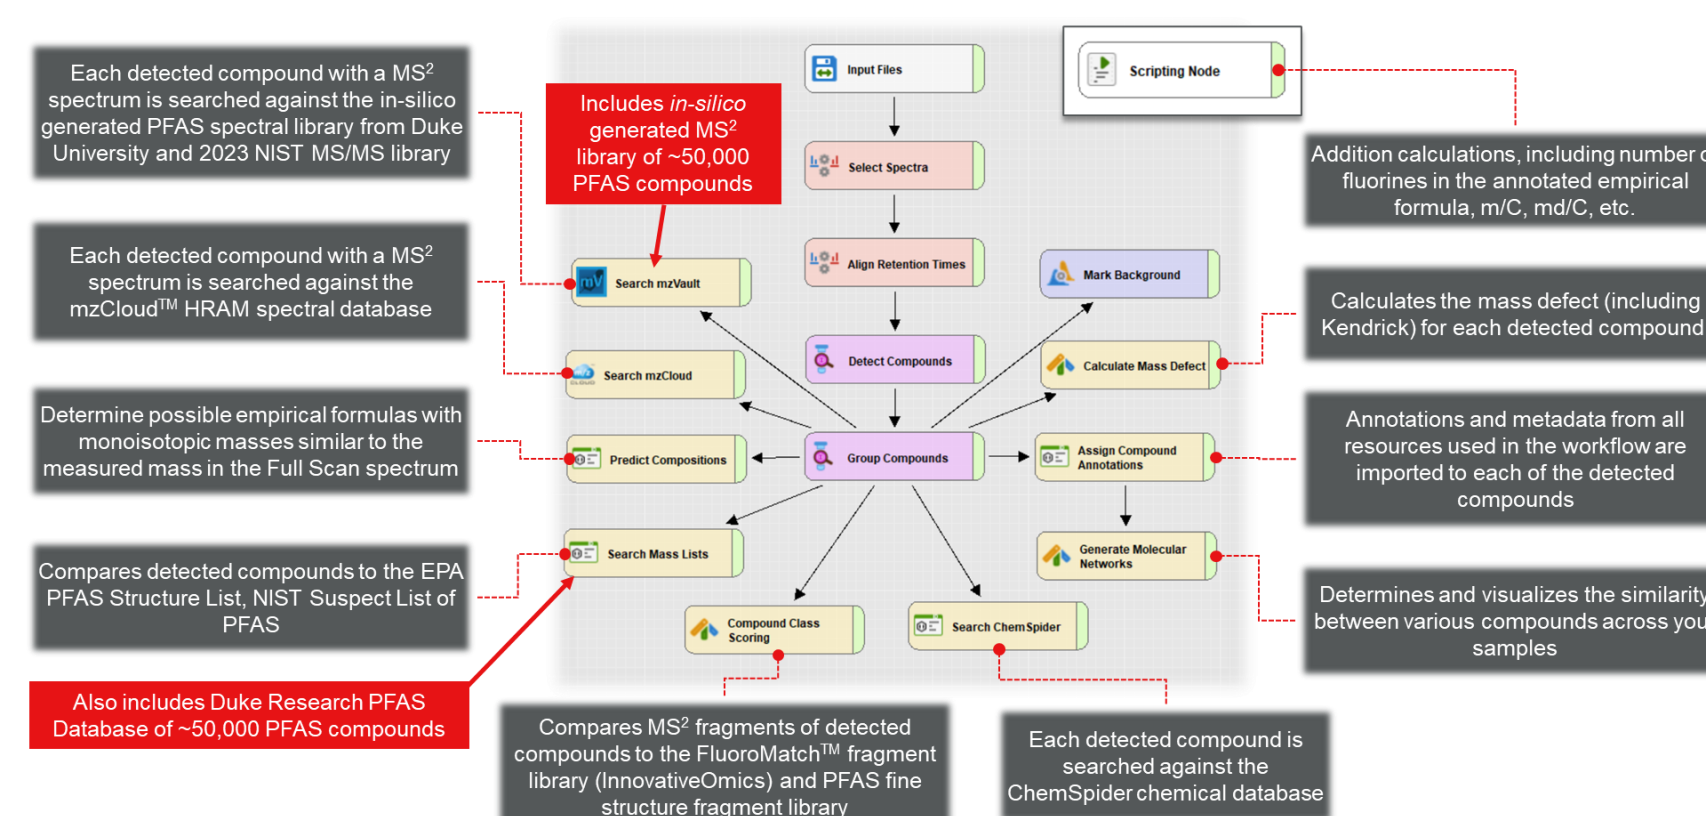 Each detected compound with a MS²
spectrum is searched against the in-silico
generated PFAS spectral library from Duke
University and 2023 NIST MS/MS library
Each detected compound with a MS²
spectrum is searched against the
mzCloud™ HRAM spectral database
Determine possible empirical formulas with
monoisotopic masses similar to the
measured mass in the Full Scan spectrum
Compares detected compounds to the EPA
PFAS Structure List, NIST Suspect List of
PFAS
Also includes Duke Research PFAS
Database of ~50,000 PFAS compounds
Includes in-silico
generated MS²
library of ~50,000
PFAS compounds
Input Files
Select Spectra
Align Retention Times
Detect Compounds
Group Compounds
mV
Search mzVault
CLOUD
Search mzCloud
Predict Compositions
Search Mass Lists
Compound Class
Scoring
Search ChemSpider
Mark Background
Calculate Mass Defect
Assign Compound
Annotations
Generate Molecular
Networks
Scripting Node
Addition calculations, including number
fluorines in the annotated empirical
formula, m/C, md/C, etc.
Calculates the mass defect (including
Kendrick) for each detected compound
Annotations and metadata from all
resources used in the workflow are
imported to each of the detected
compounds
Determines and visualizes the similarity
between various compounds across you
samples
Compares MS² fragments of detected
compounds to the FluoroMatch™ fragment
library (InnovativeOmics) and PFAS fine
structure fragment library
Each detected compound is
searched against the
ChemSpider chemical database